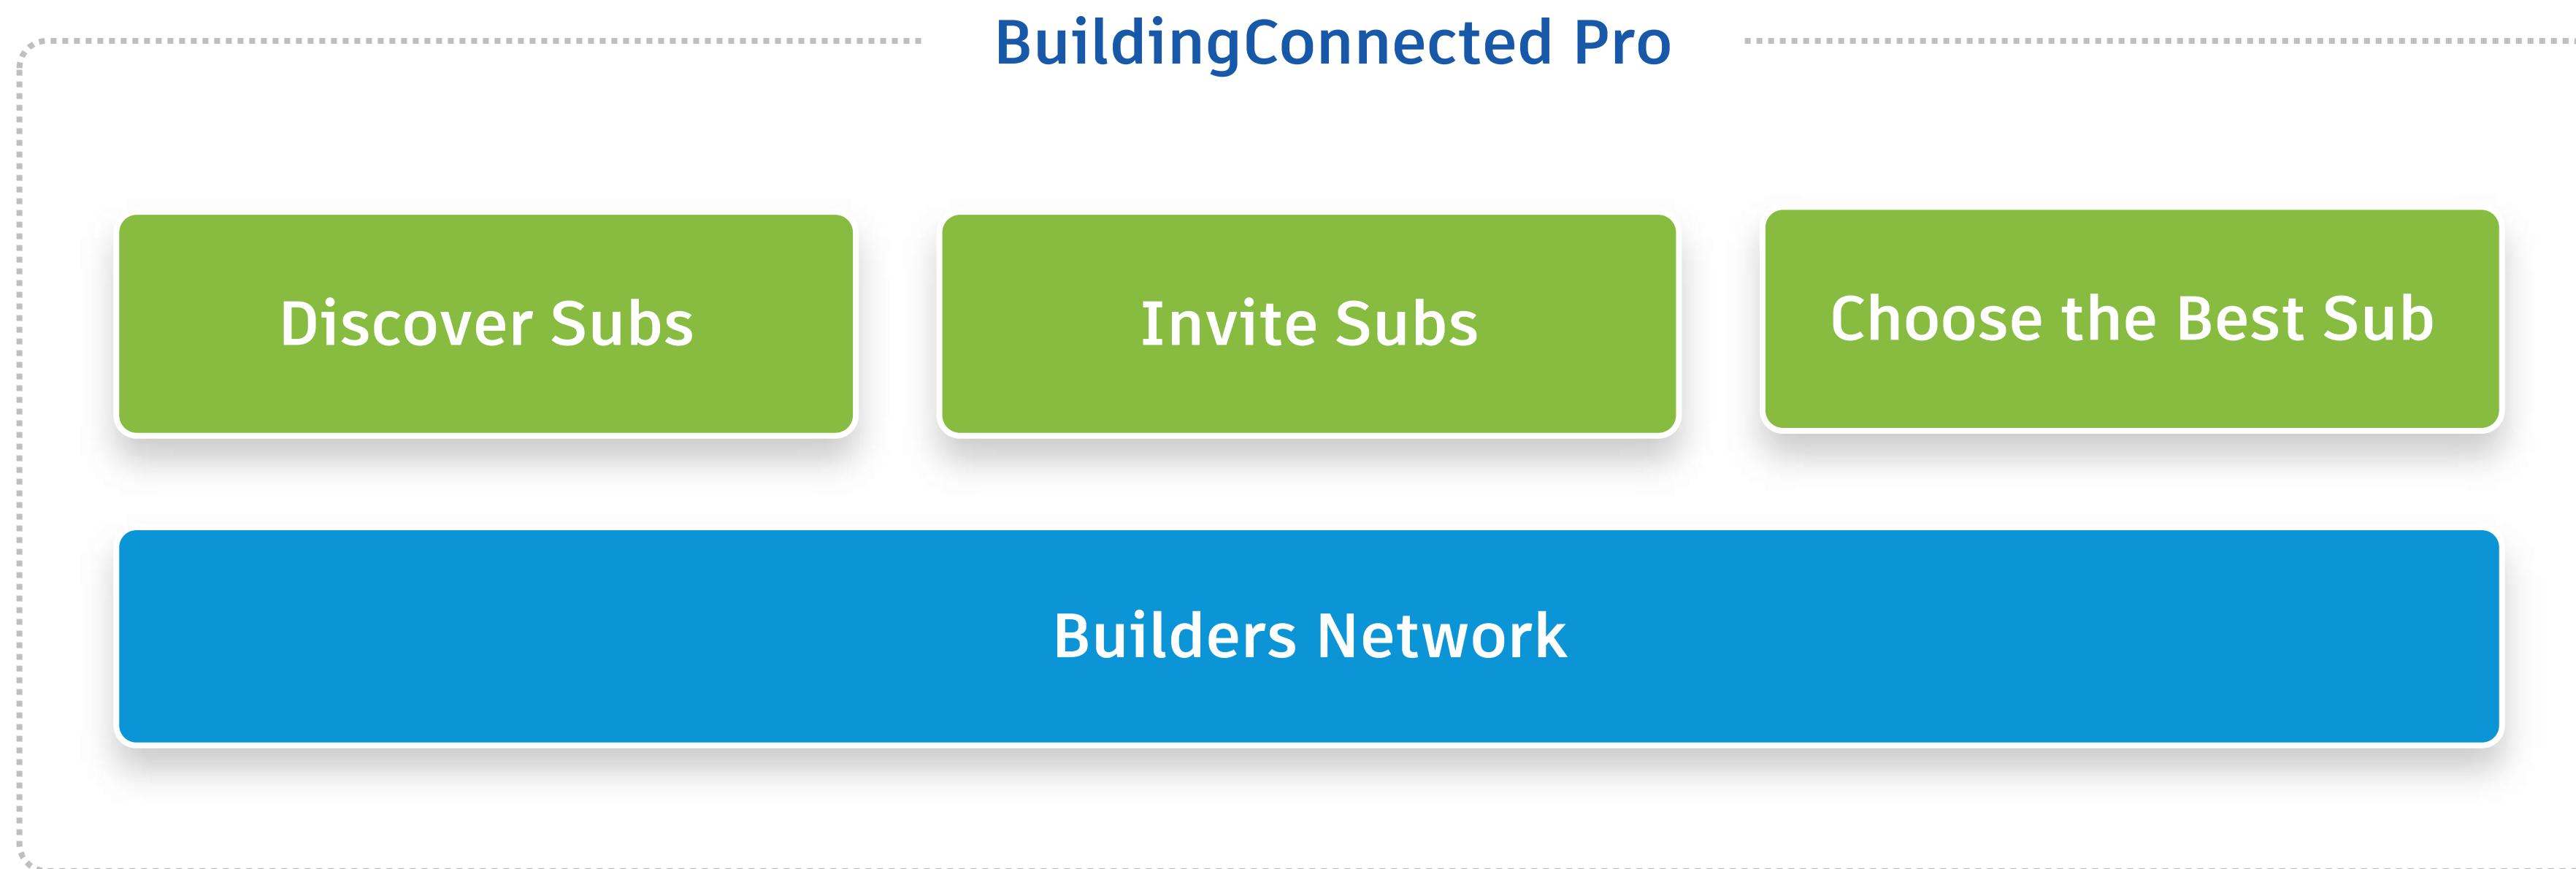 BuildingConnected Pro
Discover Subs
Invite Subs
Choose the Best Sub
Builders Network